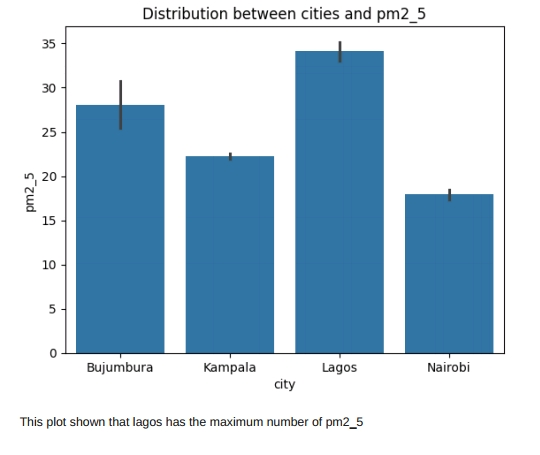 Distribution between cities and pm2_5
35
30
25
20
15
10
5
0
pm2_5
Bujumbura Kampala Lagos Nairobi
city
This plot shown that lagos has the maximum number of pm2_5